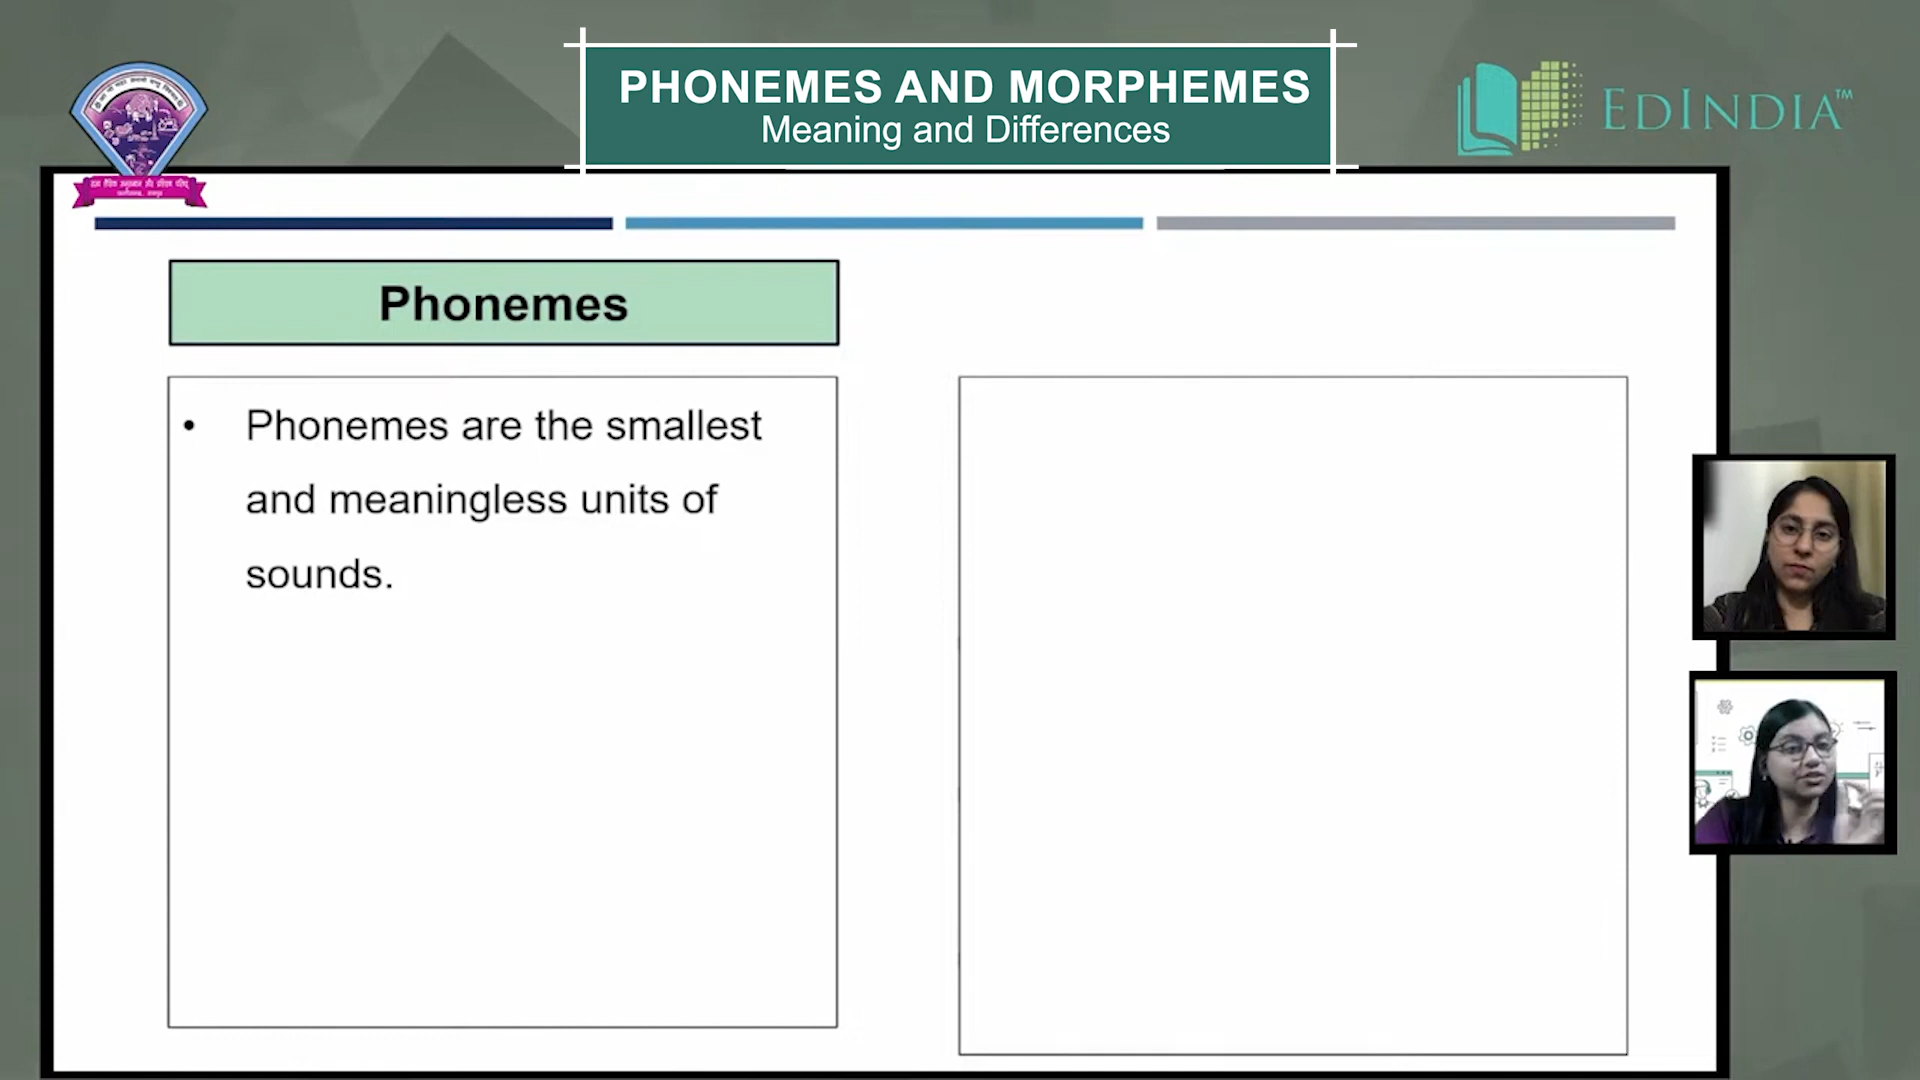 PHONEMES AND MORPHEMES
Meaning and Differences
EDINDIA™
Phonemes
• Phonemes are the smallest
and meaningless units of
sounds.